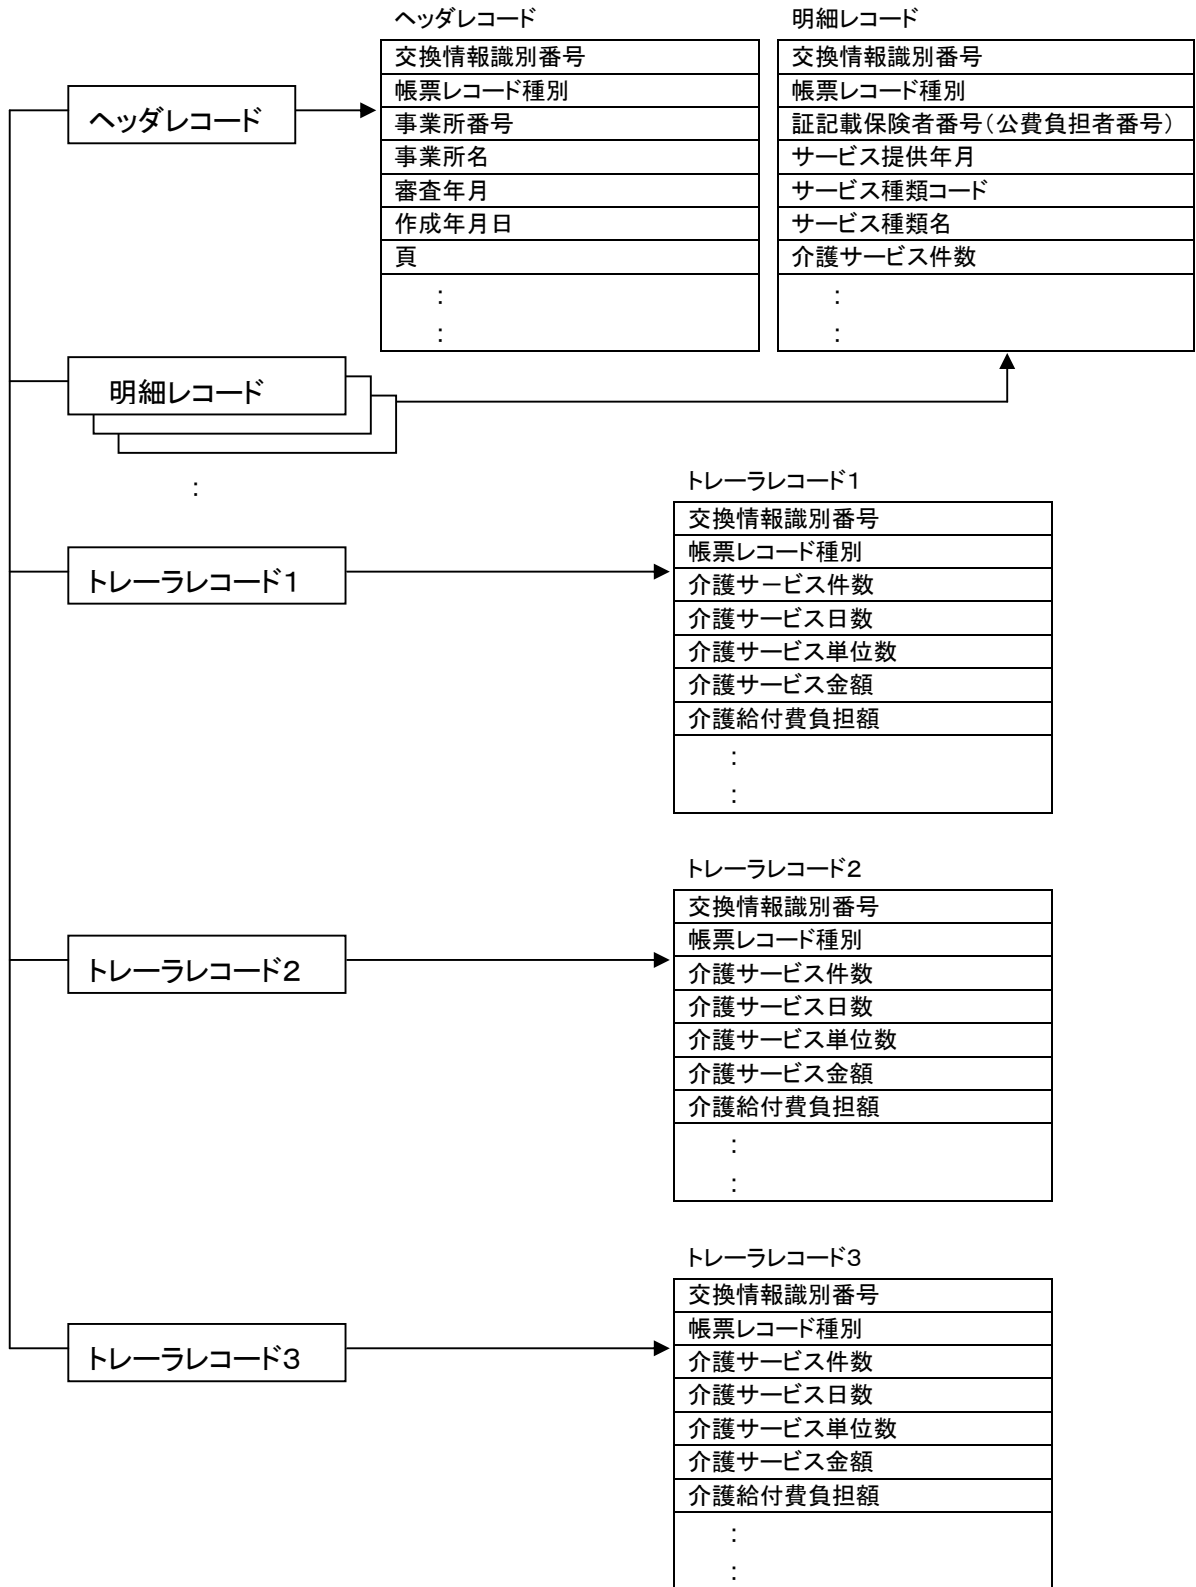 ヘッダレコード
交換情報識別番号
帳票レコード種別
事業所番号
事業所名
審査年月
作成年月日
頁
:
:
明細レコード
交換情報識別番号
帳票レコード種別
証記載保険者番号(公費負担者番号)
サービス提供年月
サービス種類コード
サービス種類名
介護サービス件数
:
:
ヘッダレコード
明細レコード
:
トレーラレコード1
トレーラレコード1
交換情報識別番号
帳票レコード種別
介護サービス件数
介護サービス日数
介護サービス単位数
介護サービス金額
介護給付費負担額
:
:
トレーラレコード2
トレーラレコード2
交換情報識別番号
帳票レコード種別
介護サービス件数
介護サービス日数
介護サービス単位数
介護サービス金額
介護給付費負担額
:
:
トレーラレコード3
トレーラレコード3
交換情報識別番号
帳票レコード種別
介護サービス件数
介護サービス日数
介護サービス単位数
介護サービス金額
介護給付費負担額
:
: